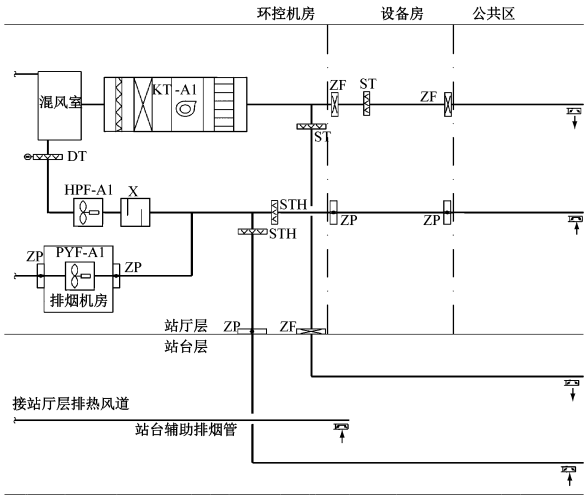 环控机房 设备房 公共区
混风室
KT-A1
ZF
ST
ZF
ST
DT
HPF-A1
X
STH
ZP
ZP
STH
PYF-A1
ZP
ZP
排烟机房
站厅层
ZP
ZF
站台层
接站厅层排热风道
站台辅助排烟管